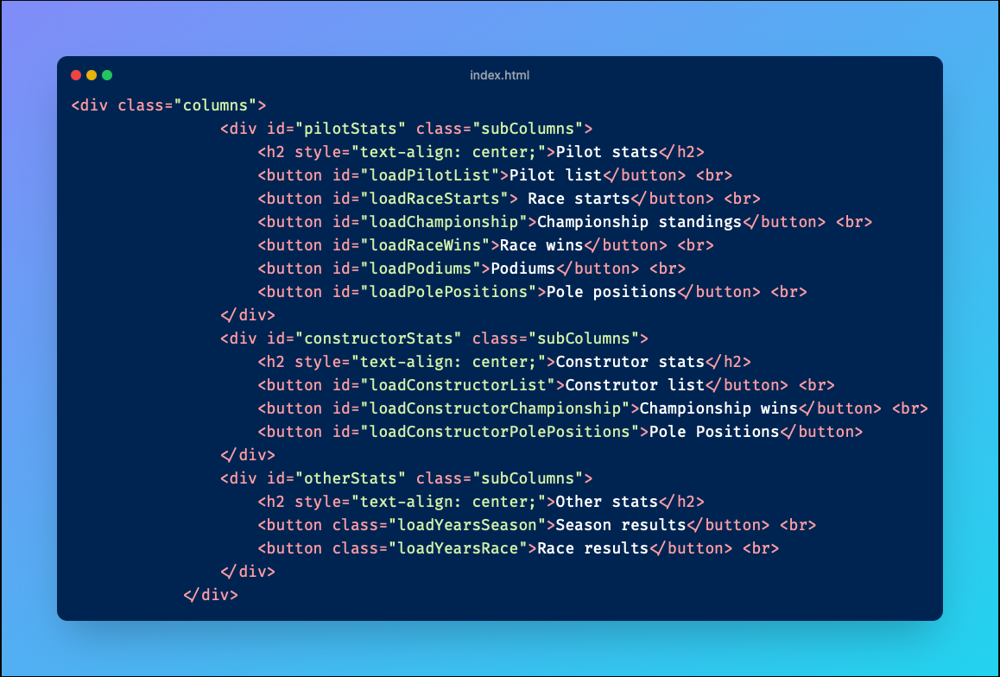 index.html
<div class="columns">
                <div id="pilotStats" class="subColumns">
                    <h2 style="text-align: center;">Pilot stats</h2>
                    <button id="loadPilotList">Pilot list</button> <br>
                    <button id="loadRaceStarts"> Race starts</button> <br>
                    <button id="loadChampionship">Championship standings</button> <br>
                    <button id="loadRaceWins">Race wins</button> <br>
                    <button id="loadPodiums">Podiums</button> <br>
                    <button id="loadPolePositions">Pole positions</button> <br>
                </div>
                <div id="constructorStats" class="subColumns">
                    <h2 style="text-align: center;">Construtor stats</h2>
                    <button id="loadConstructorList">Construtor list</button> <br>
                    <button id="loadConstructorChampionship">Championship wins</button> <br>
                    <button id="loadConstructorPolePositions">Pole Positions</button>
                </div>
                <div id="otherStats" class="subColumns">
                    <h2 style="text-align: center;">Other stats</h2>
                    <button class="loadYearsSeason">Season results</button> <br>
                    <button class="loadYearsRace">Race results</button> <br>
                </div>
            </div>